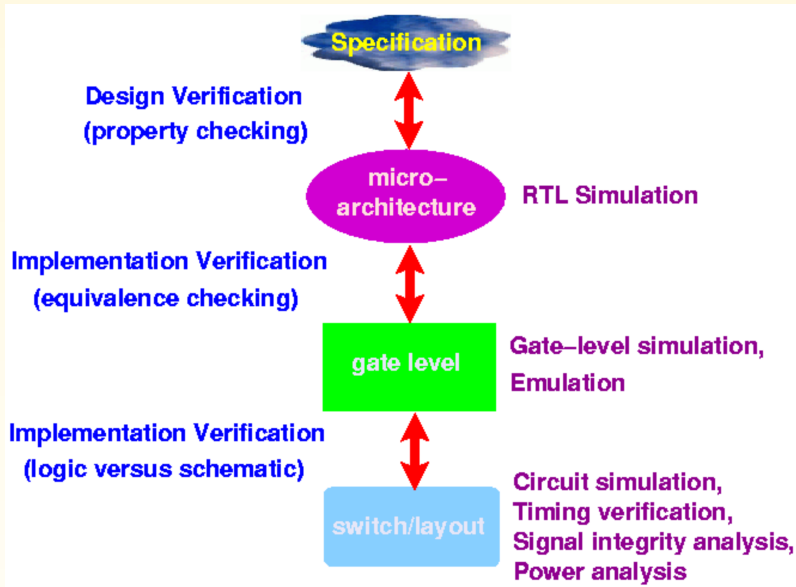 Specification
Design Verification
(property checking)
micro–
architecture
RTL Simulation
Implementation Verification
(equivalence checking)
gate level
Gate–level simulation,
Emulation
Implementation Verification
(logic versus schematic)
switch/layout
Circuit simulation,
Timing verification,
Signal integrity analysis,
Power analysis